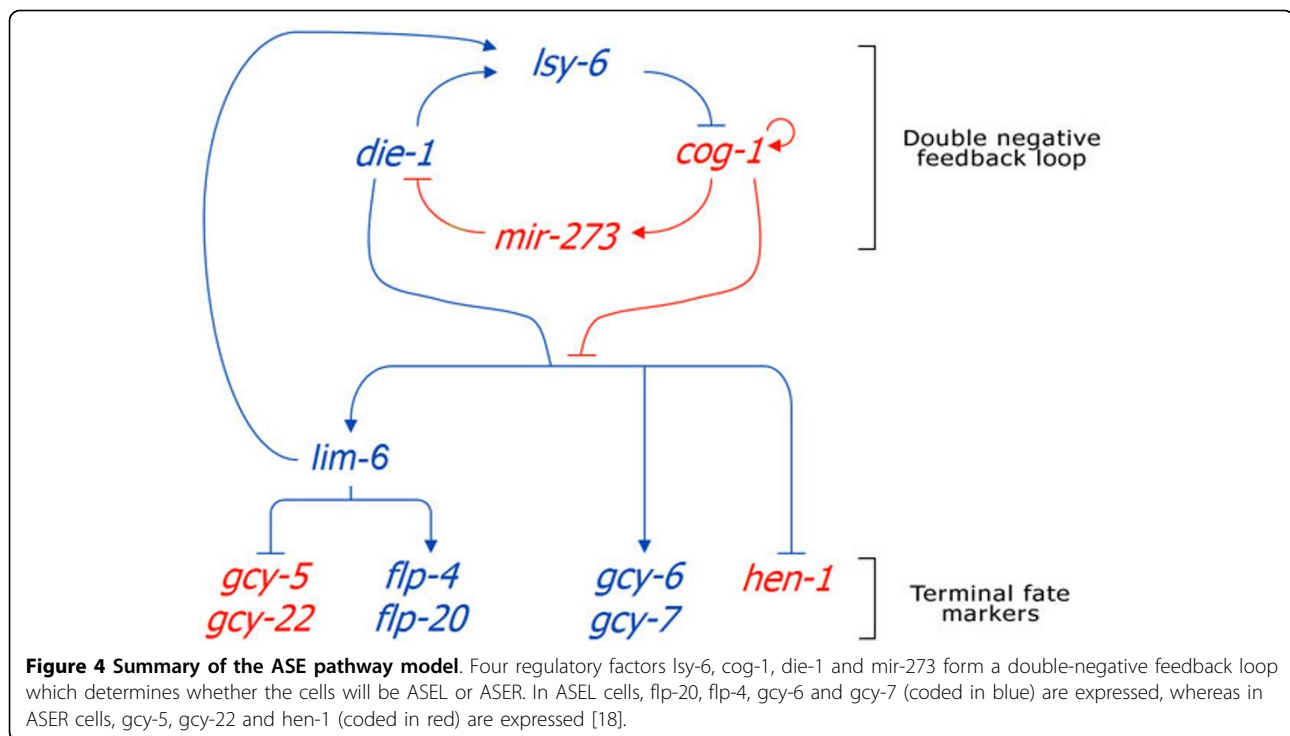 lsy-6
die-1
cog-1
Double negative
feedback loop
mir-273
lim-6
gcy-5
gcy-22
flp-4
flp-20
gcy-6
gcy-7
hen-1
Terminal fate
markers
Figure 4 Summary of the ASE pathway model. Four regulatory factors lsy-6, cog-1, die-1 and mir-273 form a double-negative feedback loop
which determines whether the cells will be ASEL or ASER. In ASEL cells, flp-20, flp-4, gcy-6 and gcy-7 (coded in blue) are expressed, whereas in
ASER cells, gcy-5, gcy-22 and hen-1 (coded in red) are expressed [18].